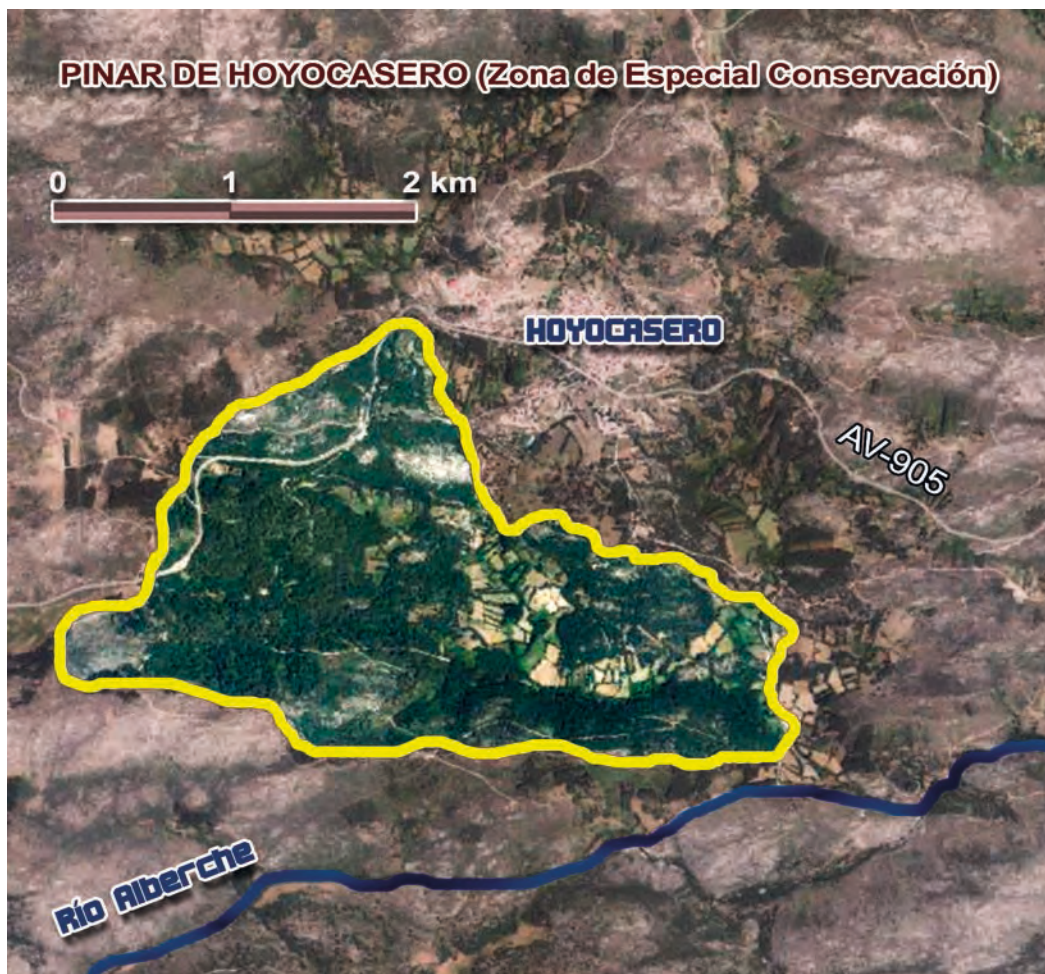 PINAR DE HOYOCASERO (Zona de Especial Conservación)
0 1 2 km
HOYOCASERO
AV-905
Río Alberche